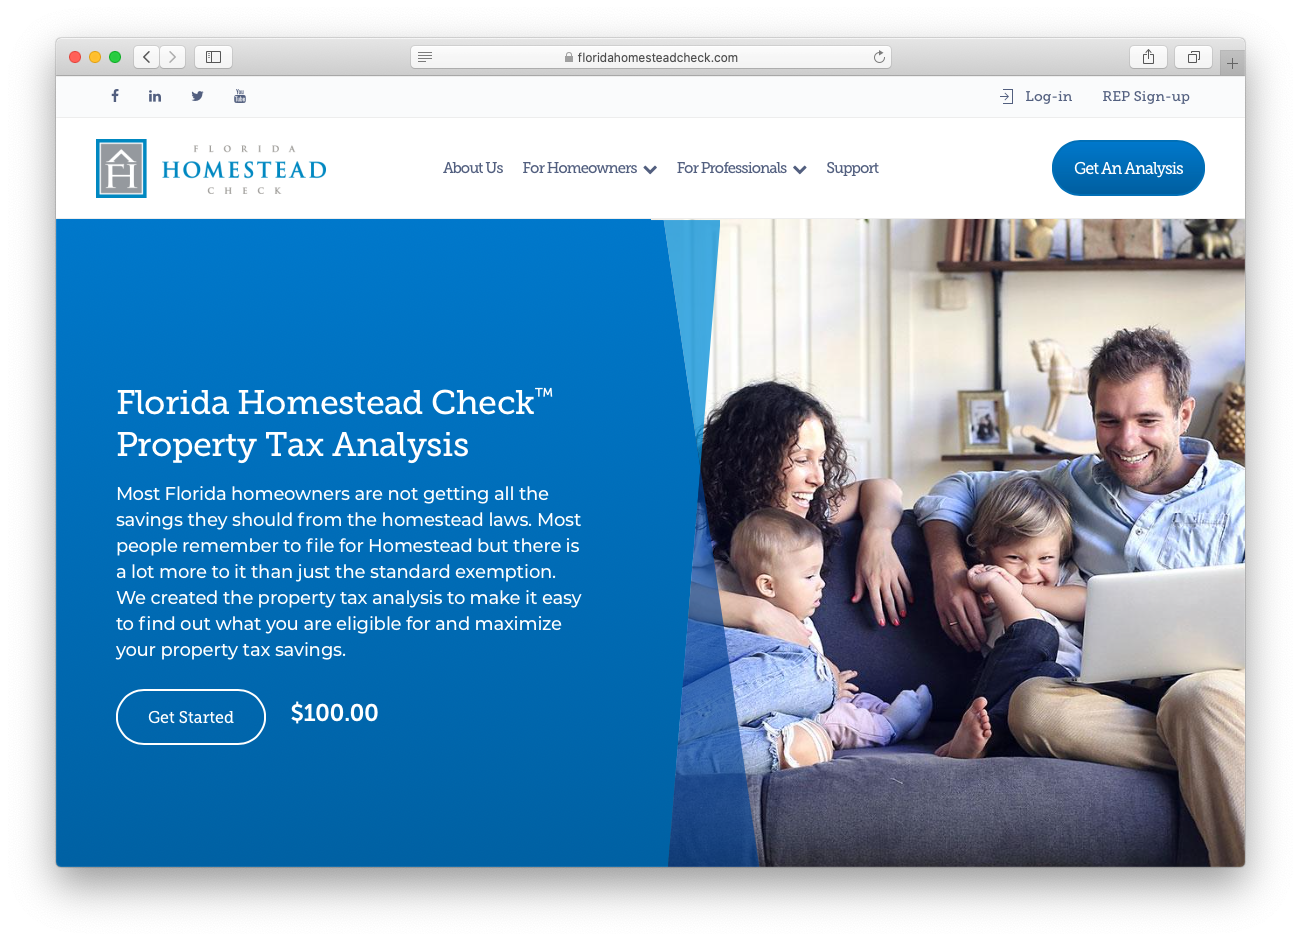 floridahomesteadcheck.com
Log-in
REP Sign-up
FLORIDA
HOMESTEAD
CHECK
About Us
For Homeowners
For Professionals
Support
Get An Analysis
Florida Homestead Check™
Property Tax Analysis
Most Florida homeowners are not getting all the
savings they should from the homestead laws. Most
people remember to file for Homestead but there is
a lot more to it than just the standard exemption.
We created the property tax analysis to make it easy
to find out what you are eligible for and maximize
your property tax savings.
Get Started
$100.00